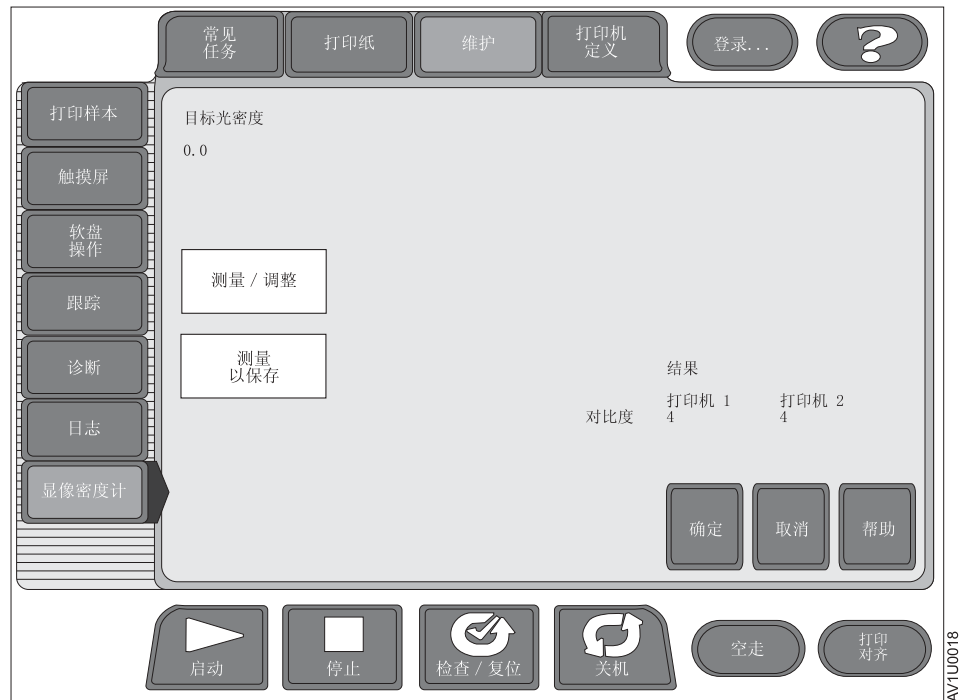 常见
任务
打印纸
维护
打印机
定义
登录...
?
打印样本
触摸屏
软盘
操作
跟踪
诊断
日志
显像密度计
目标光密度
0.0
测量 / 调整
测量
以保存
结果
打印机 1 打印机 2
对比度 4 4
确定 取消 帮助
启动
停止
检查 / 复位
关机
空走
打印
对齐
AV1U0018